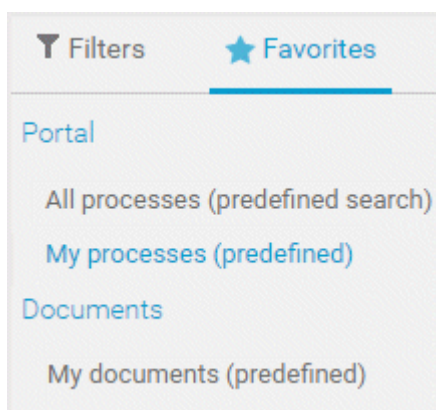 Filters Favorites
Portal
All processes (predefined search)
My processes (predefined)
Documents
My documents (predefined)